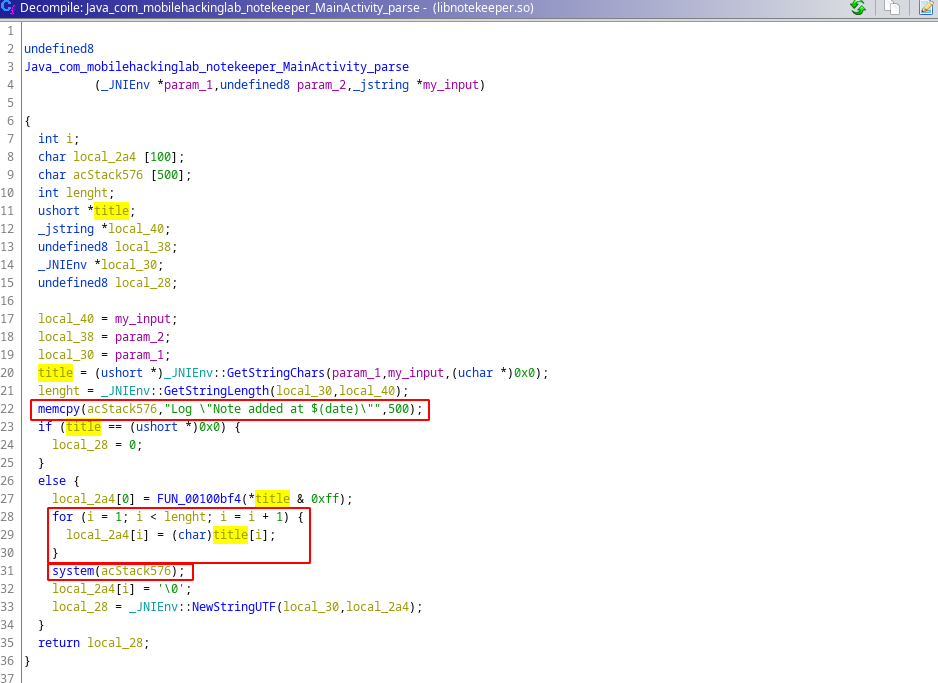 Decompile: Java_com_mobilehackinglab_notekeeper_MainActivity_parse - (libnotekeeper.so)
1
2 undefined8
3 Java_com_mobilehackinglab_notekeeper_MainActivity_parse
4 (_JNIEnv *param_1,undefined8 param_2,_jstring *my_input)
5
6 {
7 int i;
8 char local_2a4 [100];
9 char acStack576 [500];
10 int lenght;
11 ushort *title;
12 _jstring *local_40;
13 undefined8 local_38;
14 _JNIEnv *local_30;
15 undefined8 local_28;
16
17 local_40 = my_input;
18 local_38 = param_2;
19 local_30 = param_1;
20 title = (ushort *)_JNIEnv::GetStringChars(param_1,my_input,(uchar *)0x0);
21 lenght = _JNIEnv::GetStringLength(local_30,local_40);
22 memcpy(acStack576,"Log \"Note added at $(date)\"",500);
23 if (title == (ushort *)0x0) {
24 local_28 = 0;
25 }
26 else {
27 local_2a4[0] = FUN_00100bf4(*title & 0xff);
28 for (i = 1; i < lenght; i = i + 1) {
29 local_2a4[i] = (char)title[i];
30 }
31 system(acStack576);
32 local_2a4[i] = '\0';
33 local_28 = _JNIEnv::NewStringUTF(local_30,local_2a4);
34 }
35 return local_28;
36 }
37